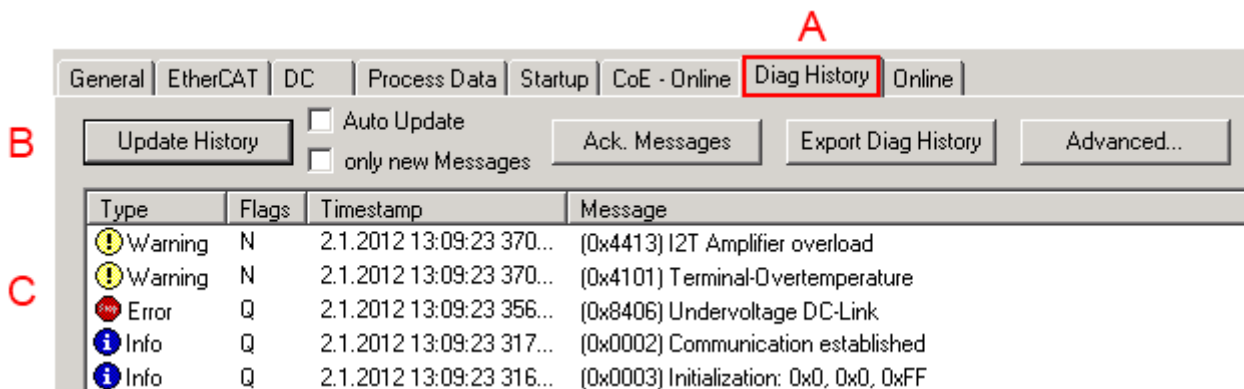 A
General EtherCAT DC Process Data Startup CoE - Online Diag History Online
B
Update History Auto Update Ack. Messages Export Diag History Advanced...
only new Messages
Type Flags Timestamp Message
Warning N 2.1.2012 13:09:23 370... (0x4413) I2T Amplifier overload
C
Warning N 2.1.2012 13:09:23 370... (0x4101) Terminal-Overtemperature
Error Q 2.1.2012 13:09:23 356... (0x8406) Undervoltage DC-Link
Info Q 2.1.2012 13:09:23 317... (0x0002) Communication established
Info Q 2.1.2012 13:09:23 316... (0x0003) Initialization: 0x0, 0x0, 0xFF